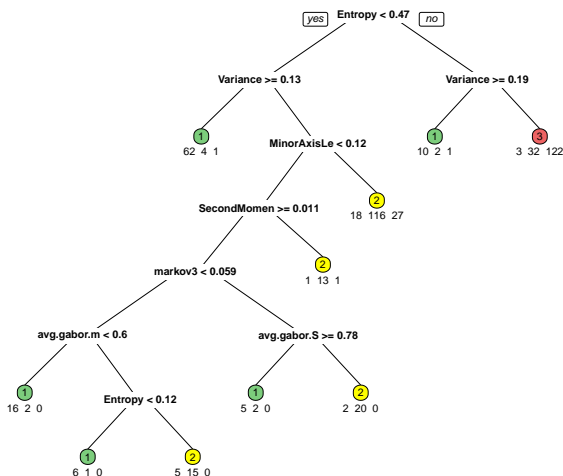 yes Entropy < 0.47 no
Variance >= 0.13 Variance >= 0.19
1 1 3
62 4 1 10 2 1 3 32 122
MinorAxisLe < 0.12
2
18 116 27
SecondMomen >= 0.011
2
1 13 1
markov3 < 0.059
avg.gabor.m < 0.6 avg.gabor.S >= 0.78
1 1 2
16 2 0 5 2 0 2 20 0
Entropy < 0.12
1 2
6 1 0 5 15 0